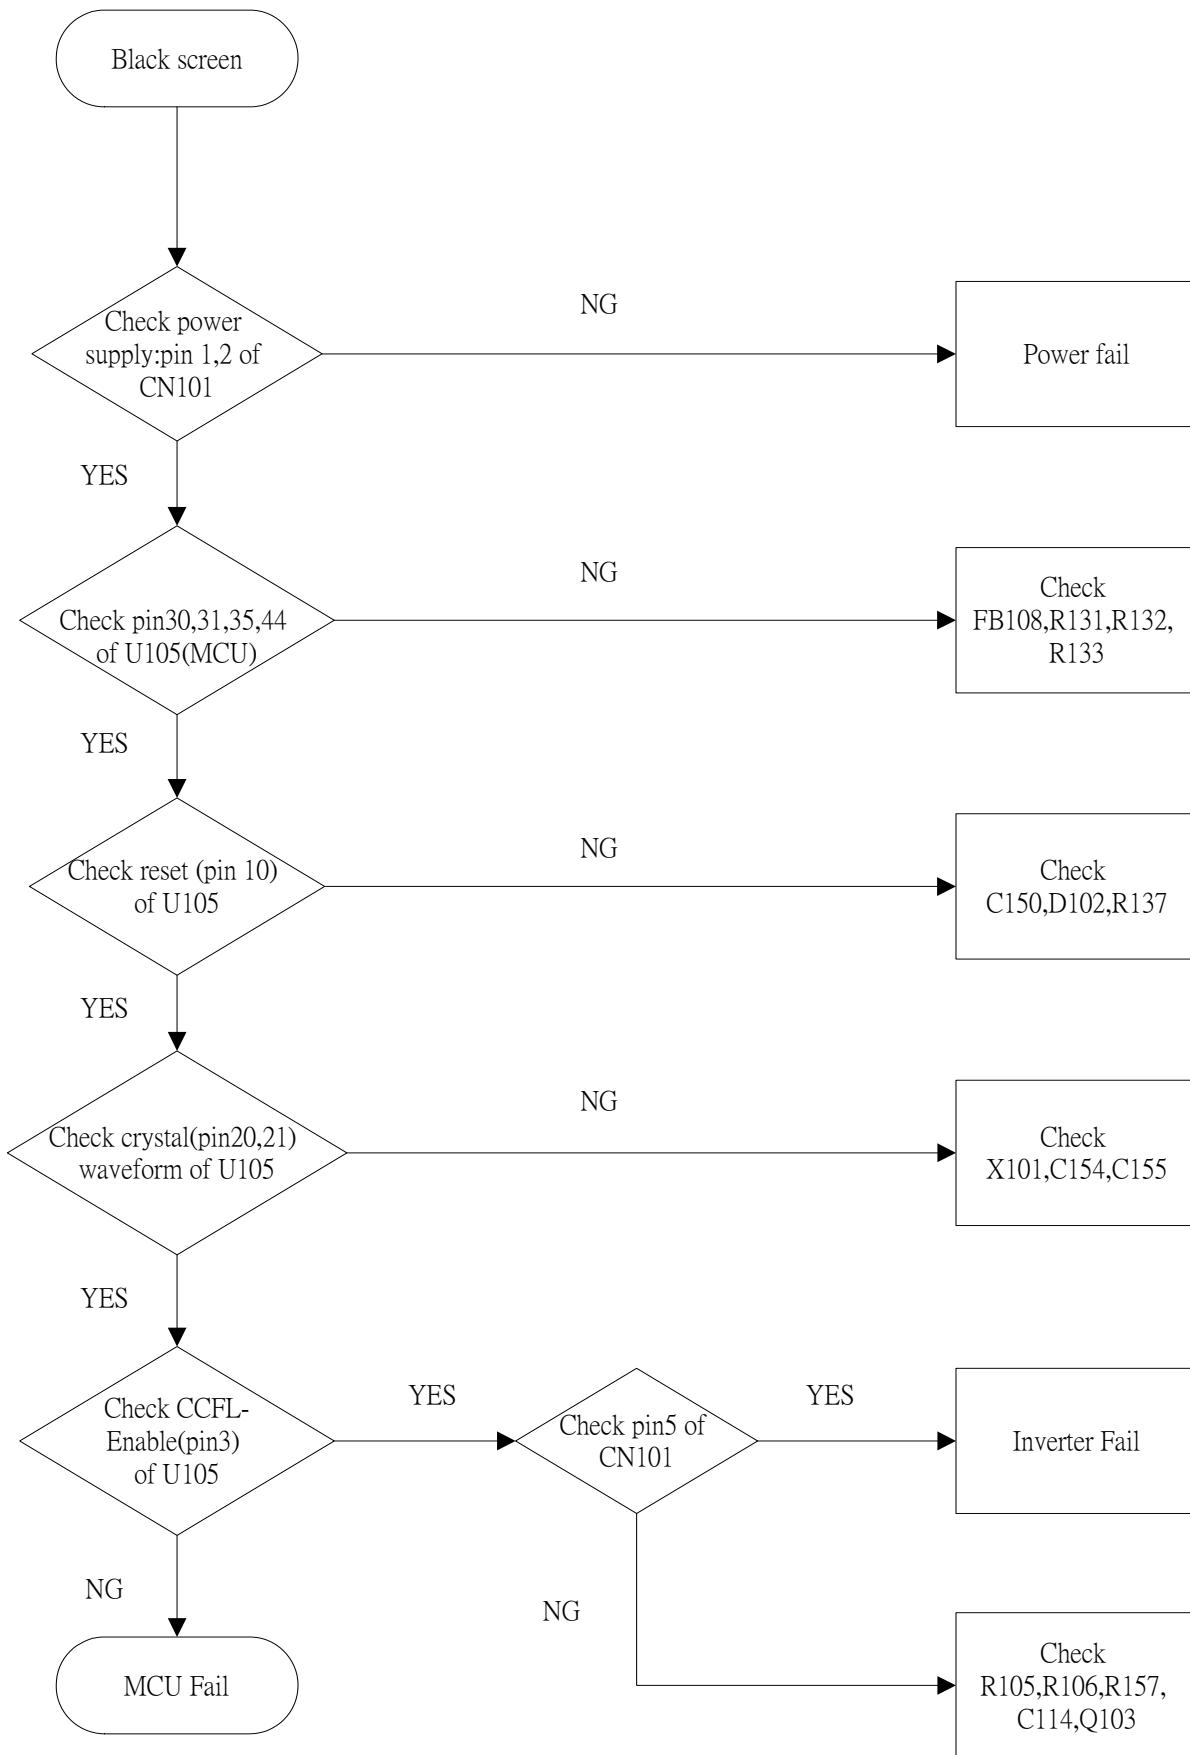 Black screen
Check power
supply:pin 1,2 of
CN101
NG
Power fail
YES
Check pin30,31,35,44
of U105(MCU)
NG
Check
FB108,R131,R132,
R133
YES
Check reset (pin 10)
of U105
NG
Check
C150,D102,R137
YES
Check crystal(pin20,21)
waveform of U105
NG
Check
X101,C154,C155
YES
Check CCFL-
Enable(pin3)
of U105
YES
Check pin5 of
CN101
YES
Inverter Fail
NG
MCU Fail
NG
Check
R105,R106,R157,
C114,Q103